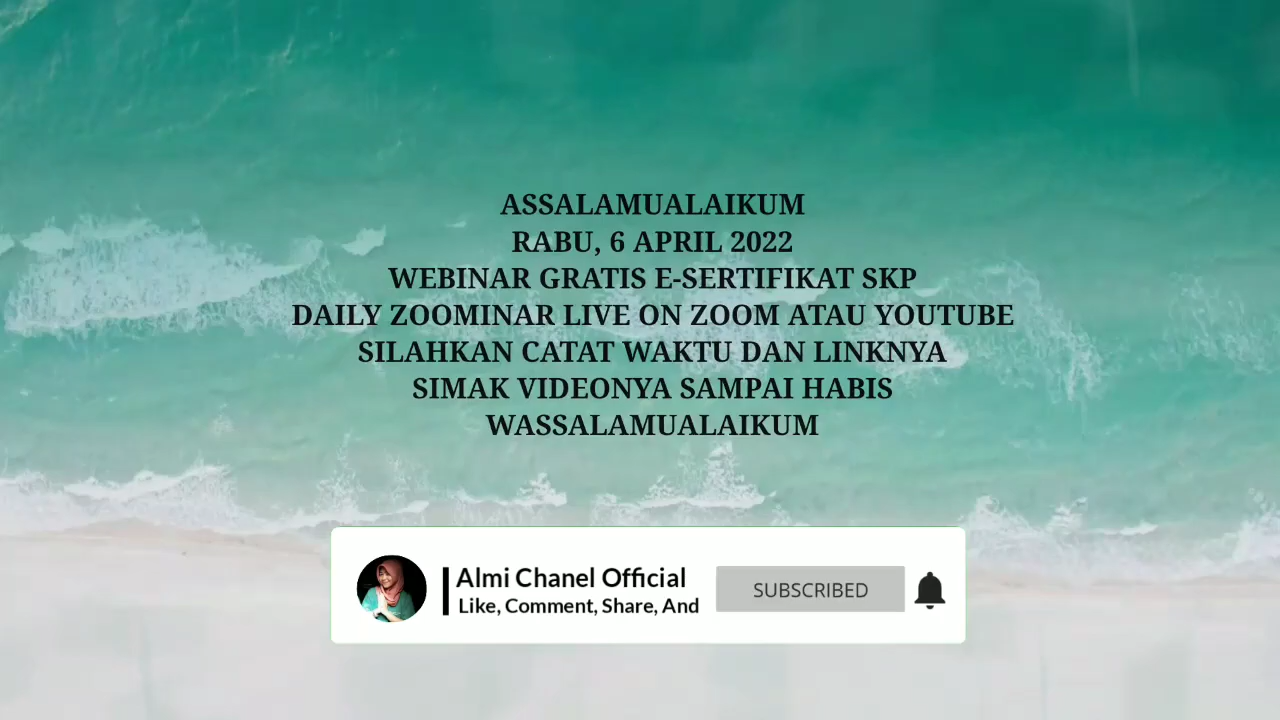 ASSALAMUALAIKUM
RABU, 6 APRIL 2022
WEBINAR GRATIS E-SERTIFIKAT SKP
DAILY ZOOMINAR LIVE ON ZOOM ATAU YOUTUBE
SILAHKAN CATAT WAKTU DAN LINKNYA
SIMAK VIDEONYA SAMPAI HABIS
WASSALAMUALAIKUM
Almi Chanel Official
Like, Comment, Share, And
SUBSCRIBED